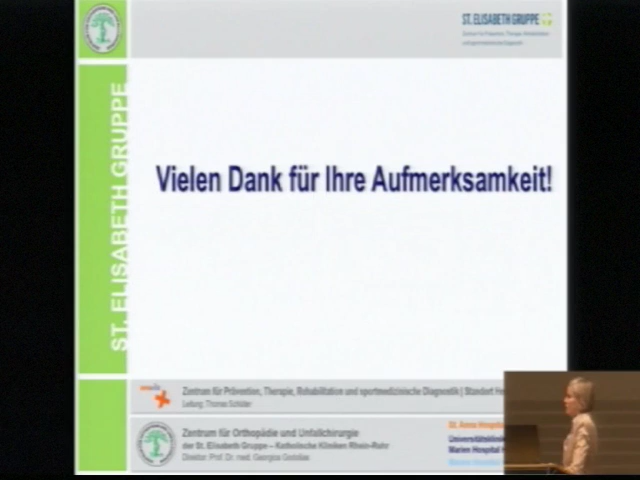 ST. ELISABETH GRUPPE
ST. ELISABETH GRUPPE
Vielen Dank für Ihre Aufmerksamkeit!
Zentrum für Prävention, Therapie, Rehabilitation und sportmedizinische Diagnostik | Standort
Leitung: Thomas
Zentrum für Orthopädie und Unfallchirurgie
der St. Elisabeth Gruppe – Katholische Kliniken Rhein-Ruhr
Direktor: Prof. Dr. med. Georgios Godolias
St. Anna Hospital
Universitätsklinik
Marien Hospital